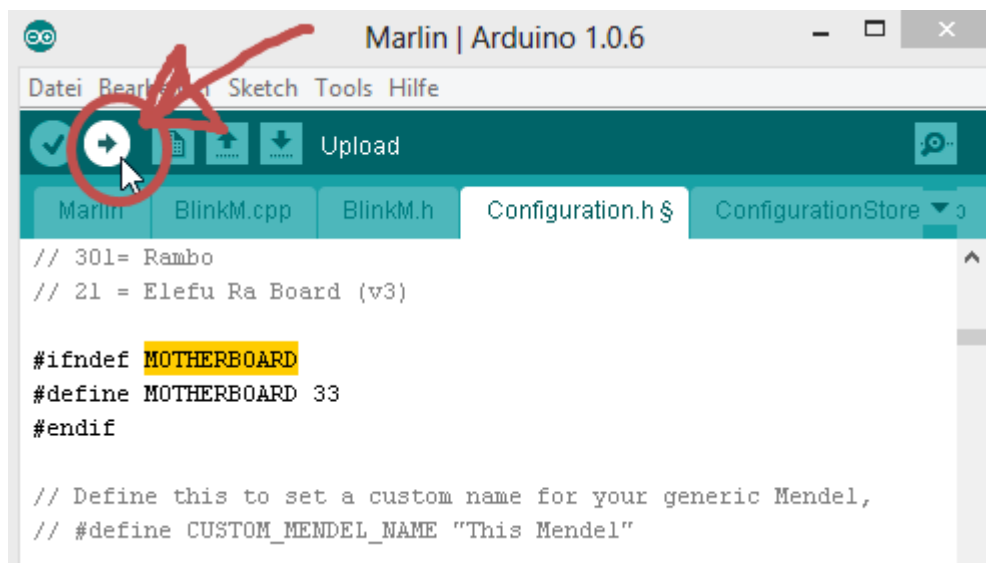 Marlin | Arduino 1.0.6
Datei Sketch Tools Hilfe
Upload
Marlin BlinkM.cpp BlinkM.h Configuration.h § ConfigurationStore
// 301= Rambo
// 21 = Elefu Ra Board (v3)
#ifndef MOTHERBOARD
#define MOTHERBOARD 33
#endif
// Define this to set a custom name for your generic Mendel,
// #define CUSTOM_MENDEL_NAME "This Mendel"